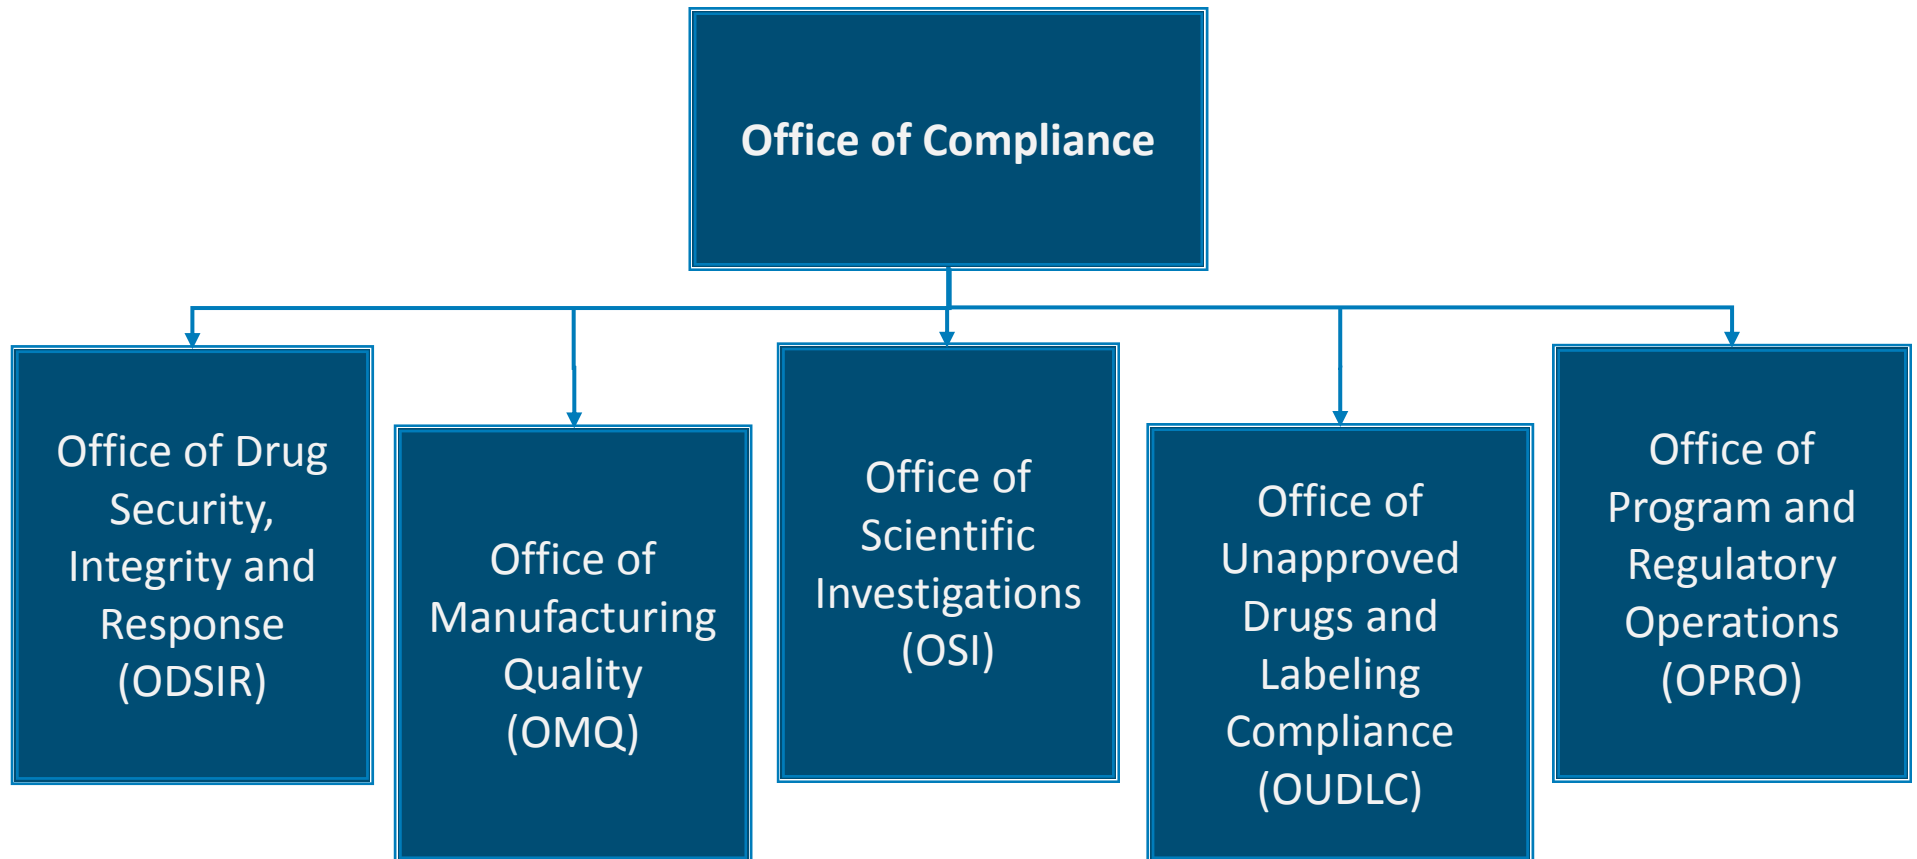 Office of Compliance
Office of Drug
Security,
Integrity and
Response
(ODSIR)
Office of
Manufacturing
Quality
(OMQ)
Office of
Scientific
Investigations
(OSI)
Office of
Unapproved
Drugs and
Labeling
Compliance
(OUDLC)
Office of
Program and
Regulatory
Operations
(OPRO)